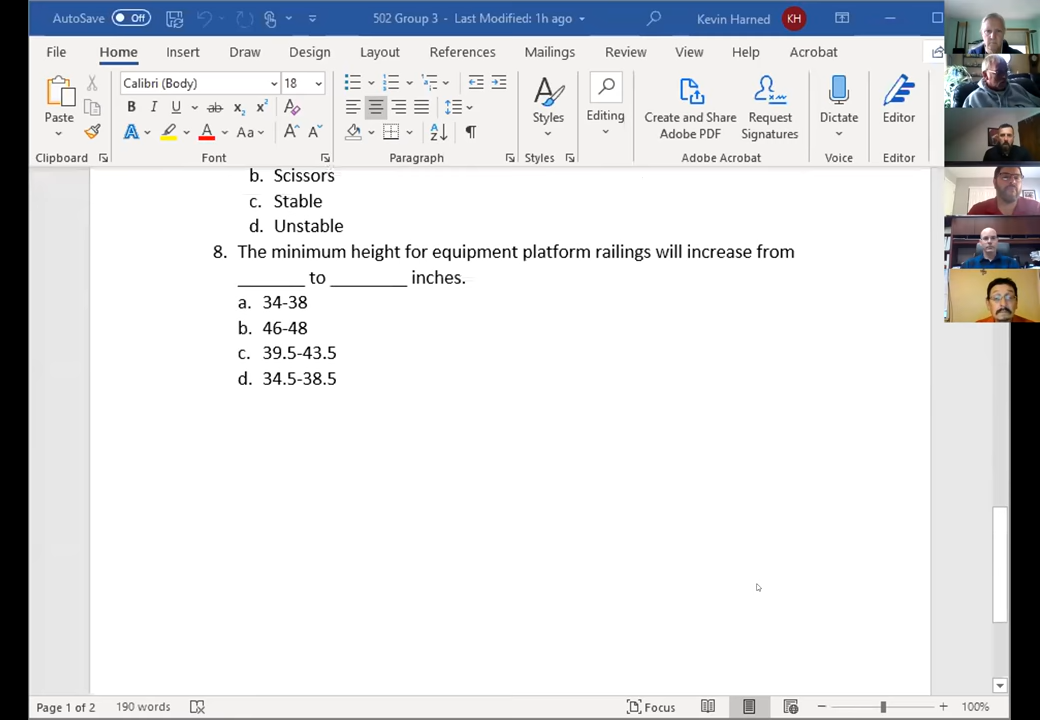 AutoSave Off 502 Group 3 - Last Modified: 1h ago Kevin Harned KH
File Home Insert Draw Design Layout References Mailings Review View Help Acrobat
Paste
Clipboard
Calibri (Body) 18
B I U ab x₂ x²
A A Aa A A
Font
Paragraph
Styles
Styles
Editing
Create and Share
Adobe PDF
Request
Signatures
Adobe Acrobat
Dictate
Voice
Editor
Editor
b. Scissors
c. Stable
d. Unstable
8. The minimum height for equipment platform railings will increase from
_______ to ________ inches.
a. 34-38
b. 46-48
c. 39.5-43.5
d. 34.5-38.5
Page 1 of 2 190 words Focus 100%